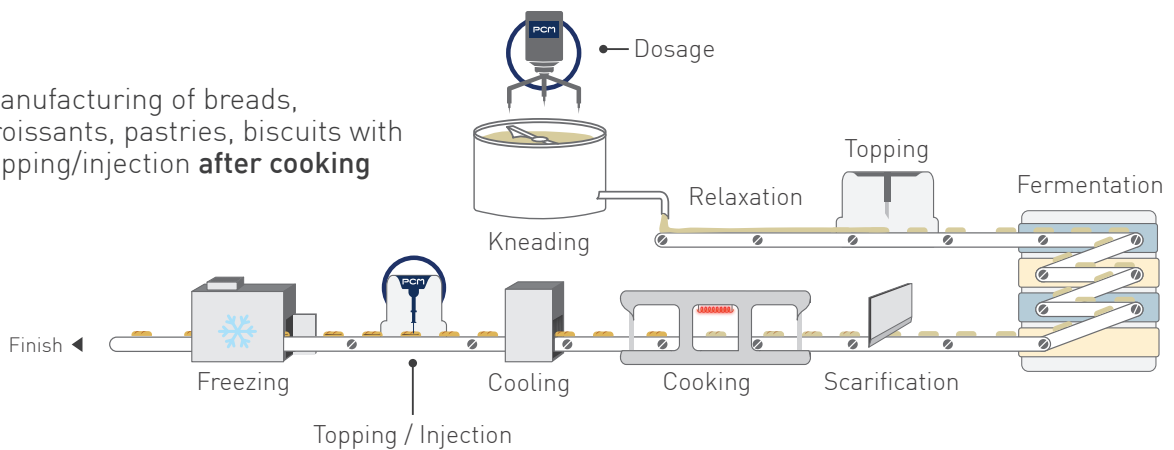 PCM
Dosage
anufacturing of breads,
roissants, pastries, biscuits with
pping/injection after cooking
Topping
Relaxation
Fermentation
Kneading
PCM
Finish
Freezing
Cooling
Cooking
Scarification
Topping / Injection